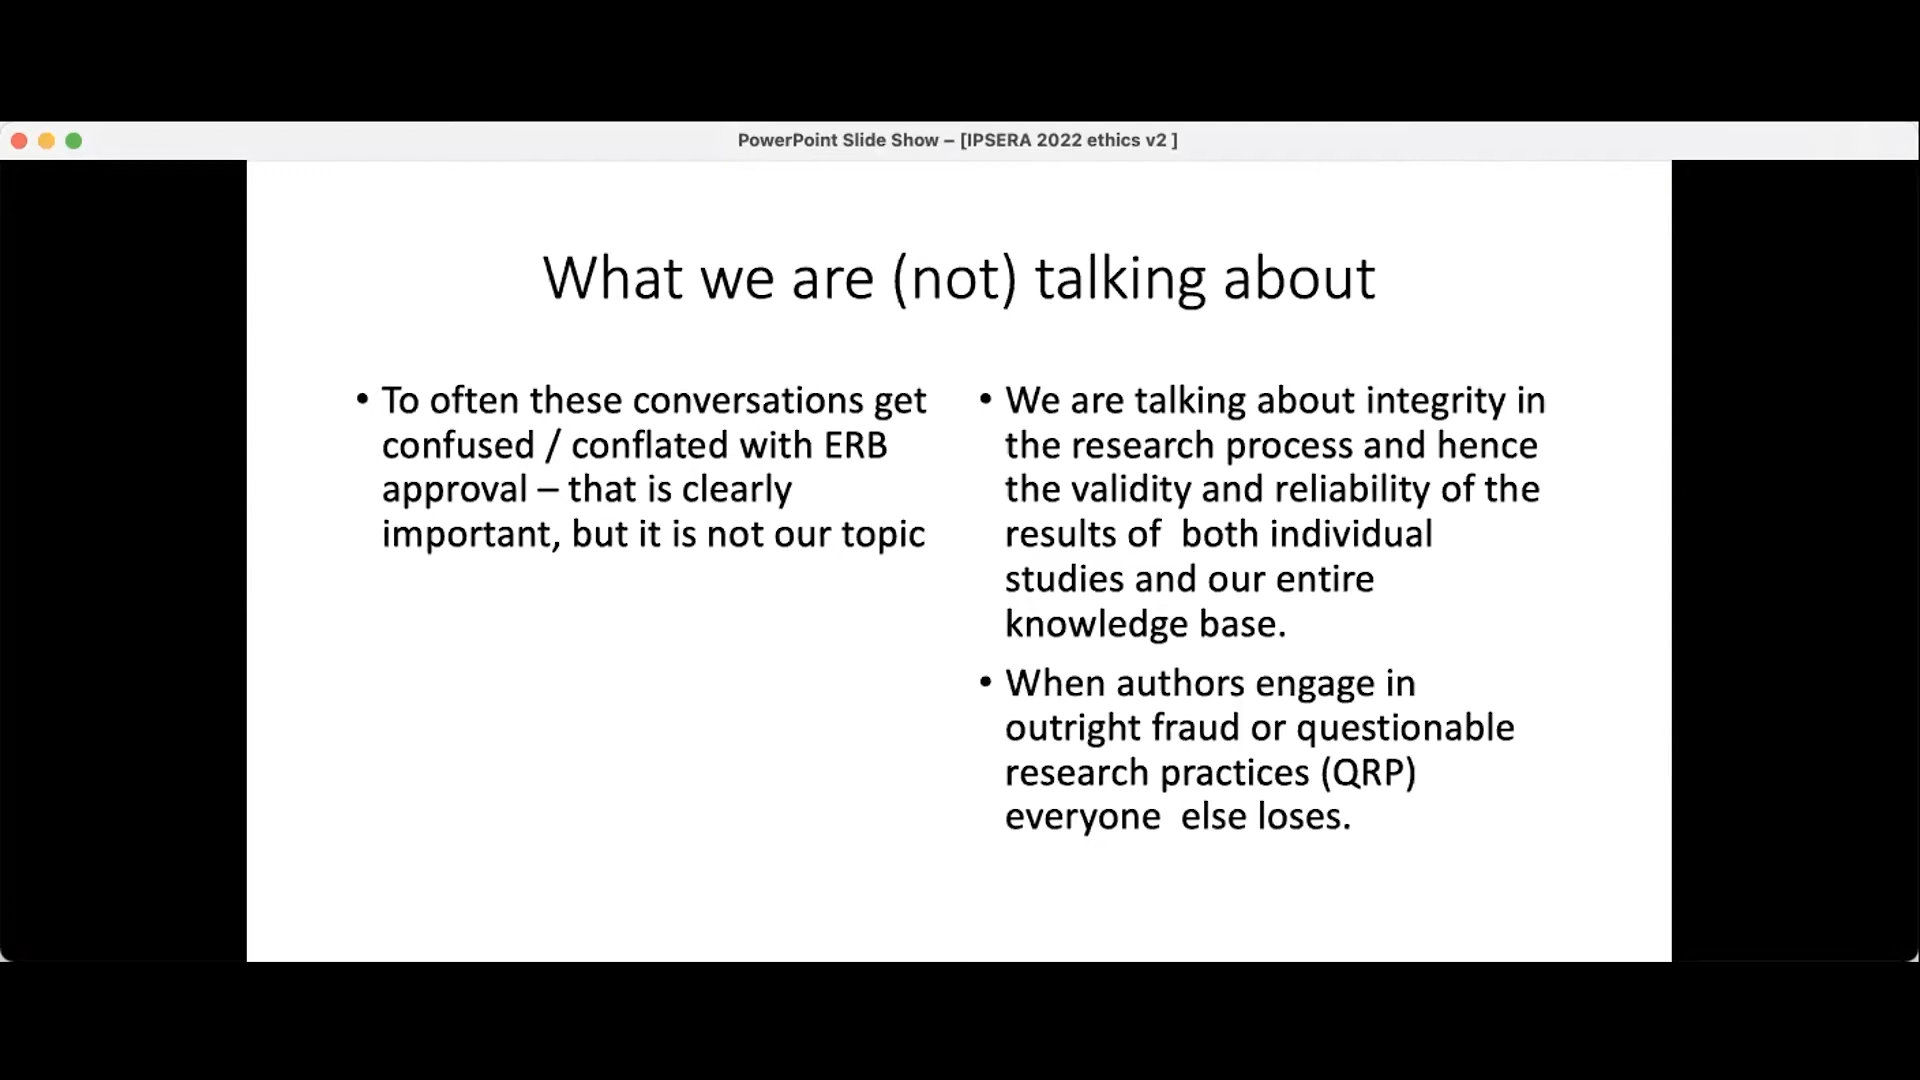 PowerPoint Slide Show – [IPSERA 2022 ethics v2 ]
What we are (not) talking about
• To often these conversations get
confused / conflated with ERB
approval – that is clearly
important, but it is not our topic
• We are talking about integrity in
the research process and hence
the validity and reliability of the
results of  both individual
studies and our entire
knowledge base.
• When authors engage in
outright fraud or questionable
research practices (QRP)
everyone  else loses.